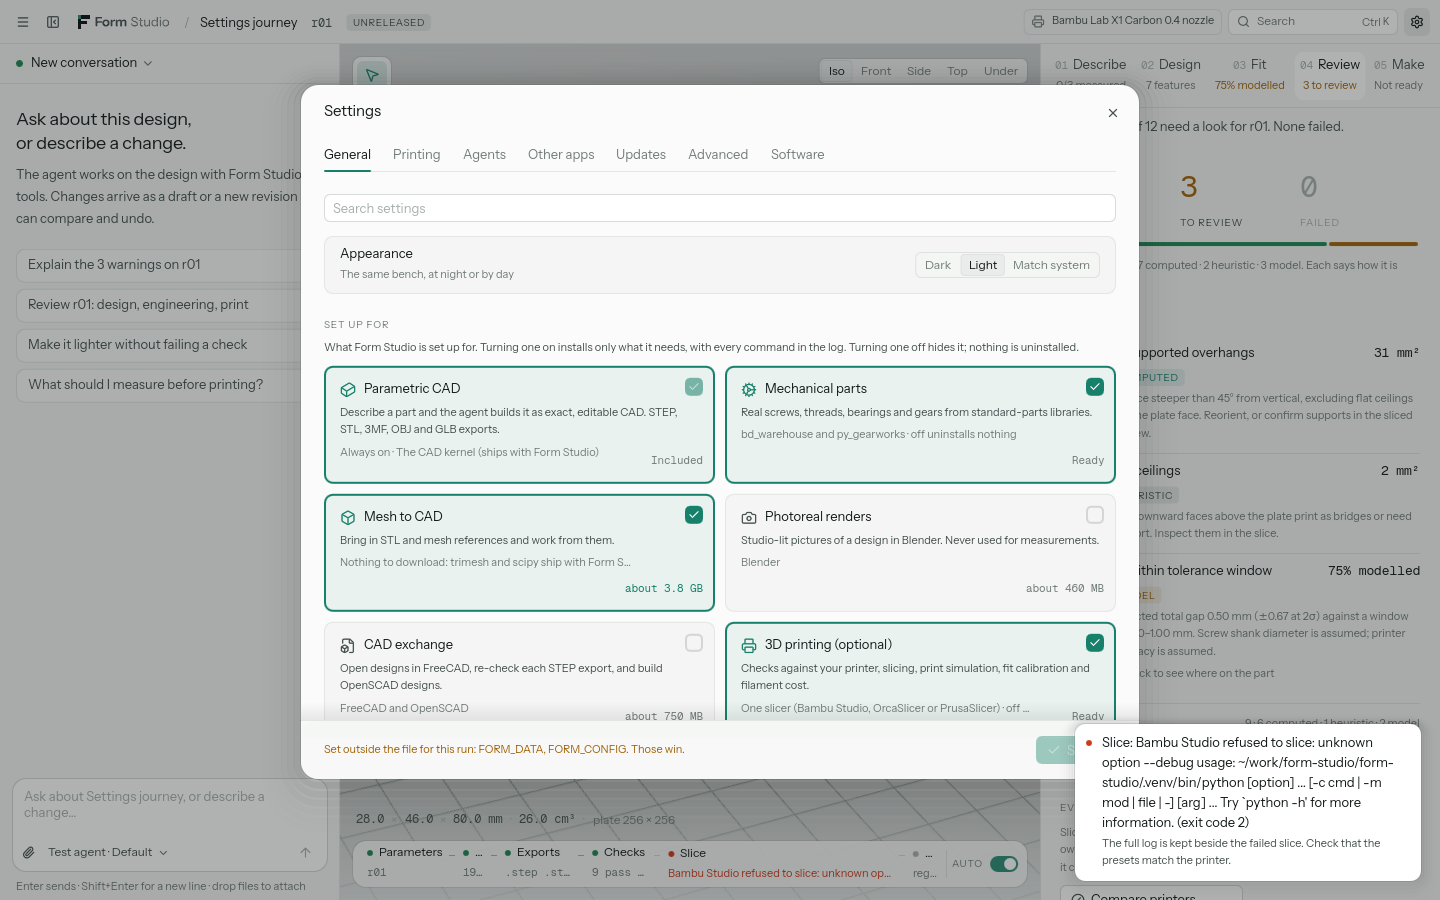 Form Studio / Settings journey r01 UNRELEASED
Bambu Lab X1 Carbon 0.4 nozzle
Search Ctrl K
New conversation
Ask about this design,
or describe a change.
The agent works on the design with Form Studio
tools. Changes arrive as a draft or a new revision
can compare and undo.
Explain the 3 warnings on r01
Review r01: design, engineering, print
Make it lighter without failing a check
What should I measure before printing?
Ask about Settings journey, or describe a
change...
Test agent · Default
Enter sends · Shift+Enter for a new line · drop files to attach
Iso Front Side Top Under
Settings
General Printing Agents Other apps Updates Advanced Software
Search settings
Appearance
The same bench, at night or by day
Dark Light Match system
SET UP FOR
What Form Studio is set up for. Turning one on installs only what it needs, with every command in the log. Turning one off hides it; nothing is uninstalled.
Parametric CAD
Describe a part and the agent builds it as exact, editable CAD. STEP,
STL, 3MF, OBJ and GLB exports.
Always on · The CAD kernel (ships with Form Studio)
Included
Mechanical parts
Real screws, threads, bearings and gears from standard-parts libraries.
bd_warehouse and py_gearworks · off uninstalls nothing
Ready
Mesh to CAD
Bring in STL and mesh references and work from them.
Nothing to download: trimesh and scipy ship with Form S...
about 3.8 GB
Photoreal renders
Studio-lit pictures of a design in Blender. Never used for measurements.
Blender
about 460 MB
CAD exchange
Open designs in FreeCAD, re-check each STEP export, and build
OpenSCAD designs.
FreeCAD and OpenSCAD
about 750 MB
3D printing (optional)
Checks against your printer, slicing, print simulation, fit calibration and
filament cost.
One slicer (Bambu Studio, OrcaSlicer or PrusaSlicer) · off ...
Ready
Set outside the file for this run: FORM_DATA, FORM_CONFIG. Those win.
28.0 × 46.0 × 80.0 mm · 26.0 cm³ · plate 256 × 256
Parameters ...
r01
...
19...
Exports ...
.step .st...
Checks ...
9 pass ...
Slice ...
Bambu Studio refused to slice: unknown op...
...
reg...
AUTO
01 Describe
0/3 measured
02 Design
7 features
03 Fit
75% modelled
04 Review
3 to review
05 Make
Not ready
f 12 need a look for r01. None failed.
3
TO REVIEW
0
FAILED
7 computed · 2 heuristic · 3 model. Each says how it is
pported overhangs 31 mm²
MPUTED
ce steeper than 45° from vertical, excluding flat ceilings
he plate face. Reorient, or confirm supports in the sliced
ew.
ceilings 2 mm²
RISTIC
ownward faces above the plate print as bridges or need
ort. Inspect them in the slice.
ithin tolerance window 75% modelled
DEL
cted total gap 0.50 mm (±0.67 at 2σ) against a window
0–1.00 mm. Screw shank diameter is assumed; printer
acy is assumed.
ck to see where on the part
9 · 6 computed · 1 heuristic · 2 model
Slice: Bambu Studio refused to slice: unknown
option --debug usage: ~/work/form-studio/form-
studio/.venv/bin/python [option] ... [-c cmd | -m
mod | file | -] [arg] ... Try `python -h' for more
information. (exit code 2)
The full log is kept beside the failed slice. Check that the
presets match the printer.
Compare printers